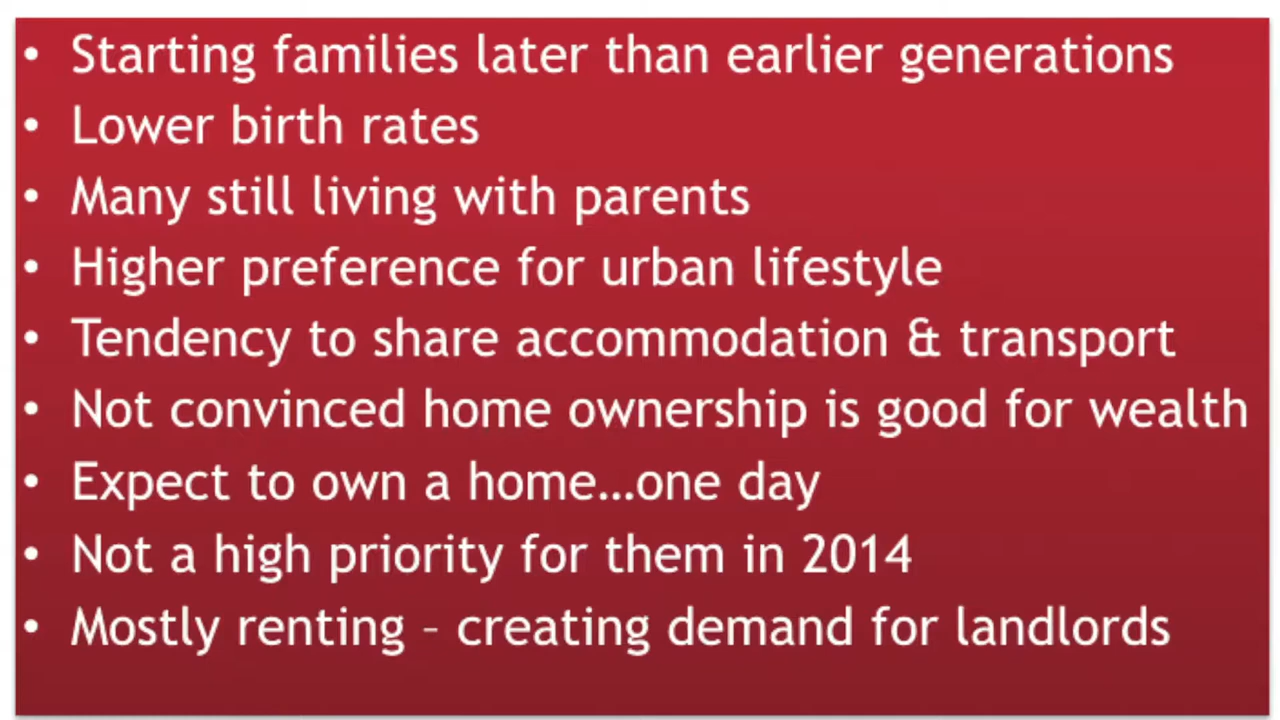 • Starting families later than earlier generations
• Lower birth rates
• Many still living with parents
• Higher preference for urban lifestyle
• Tendency to share accommodation & transport
• Not convinced home ownership is good for wealth
• Expect to own a home...one day
• Not a high priority for them in 2014
• Mostly renting – creating demand for landlords